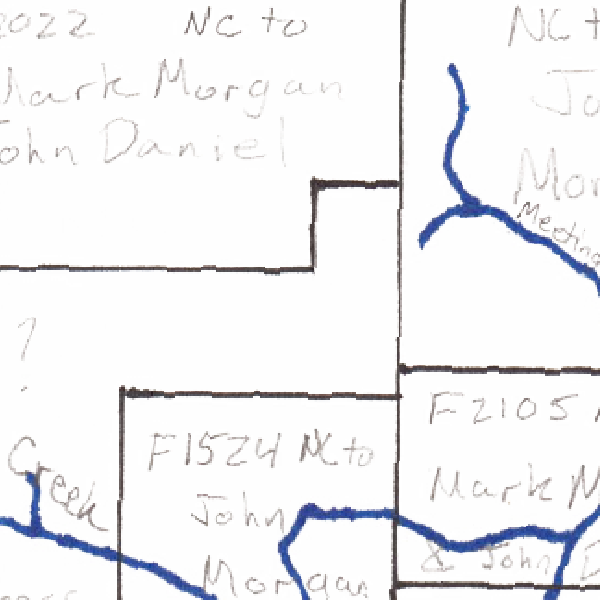 2022 NC to
Mark Morgan
John Daniel
NC t
Jo
Mor
Meeting
?
Creek
F1524 NC to
John
Morgan
F2105
Mark M
& John D